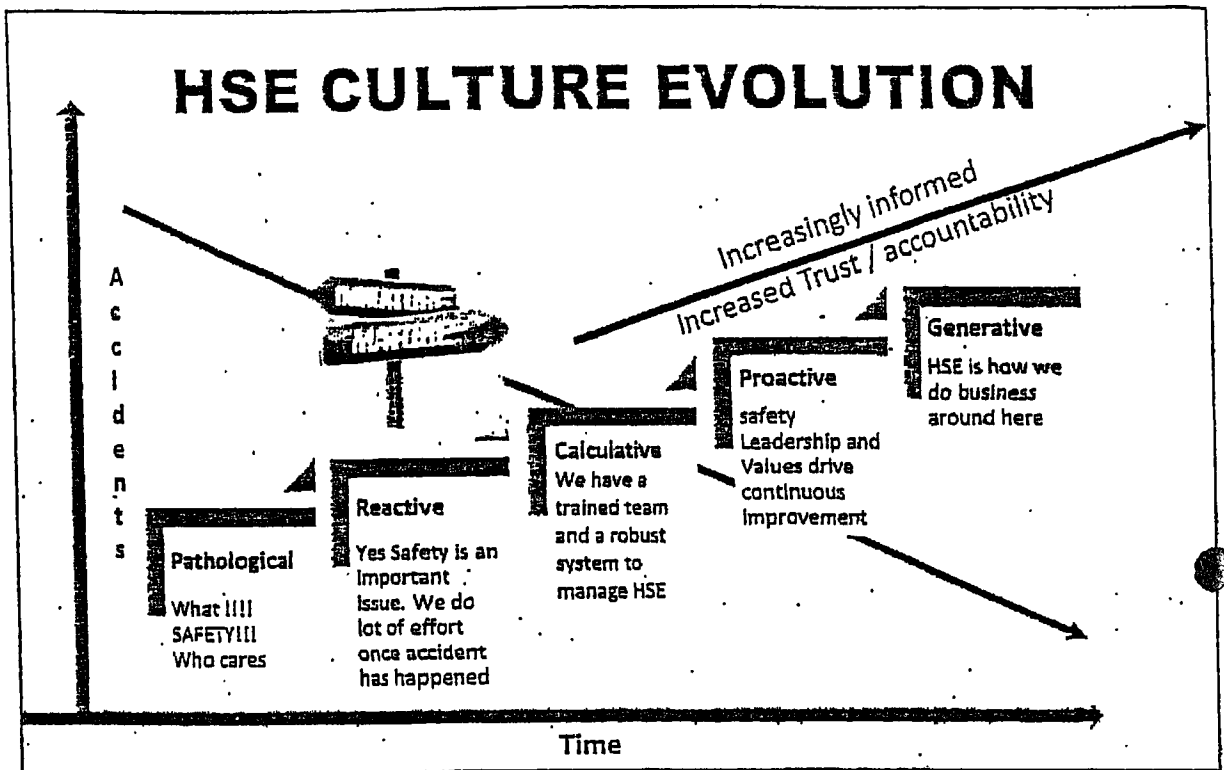 HSE CULTURE EVOLUTION
Accidents
Increasingly informed
Increased Trust / accountability
Generative
HSE is how we
do business
around here
Proactive
safety
Leadership and
Values drive
continuous
improvement
Calculative
We have a
trained team
and a robust
system to
manage HSE
Reactive
Yes Safety is an
important
issue. We do
lot of effort
once accident
has happened
Pathological
What !!!!
SAFETY!!!
Who cares
Time